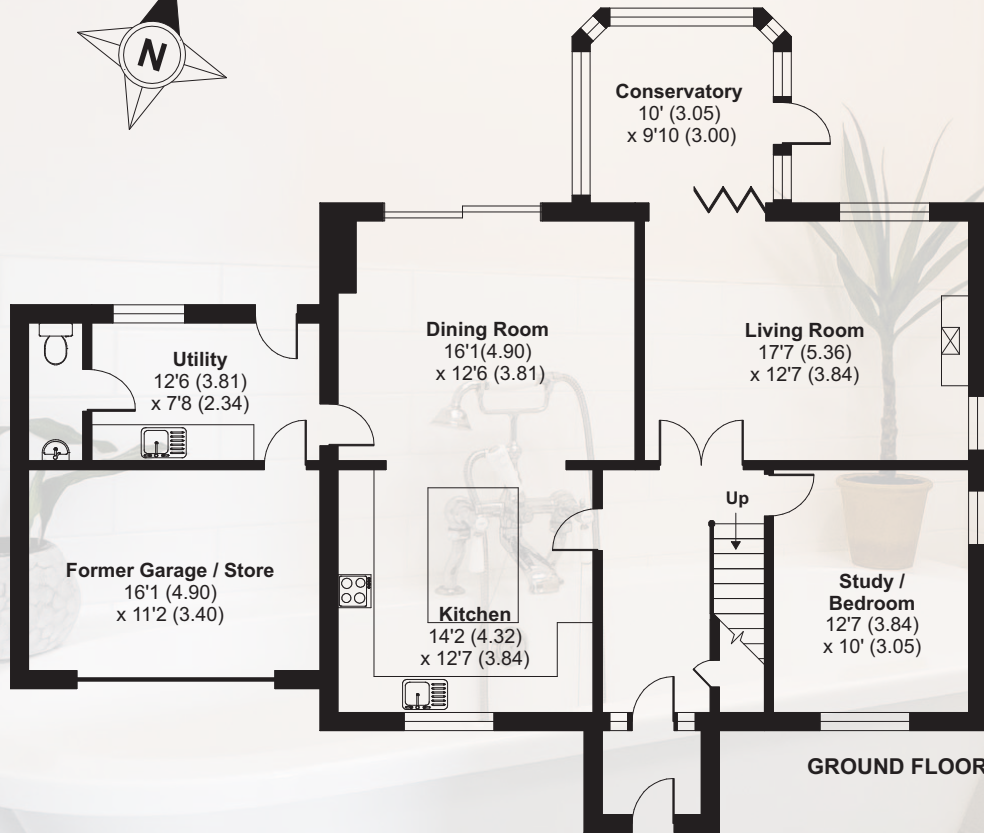 N
Conservatory
10' (3.05)
x 9'10 (3.00)
Dining Room
16'1(4.90)
x 12'6 (3.81)
Living Room
17'7 (5.36)
x 12'7 (3.84)
Utility
12'6 (3.81)
x 7'8 (2.34)
Up
Former Garage / Store
16'1 (4.90)
x 11'2 (3.40)
Kitchen
14'2 (4.32)
x 12'7 (3.84)
Study /
Bedroom
12'7 (3.84)
x 10' (3.05)
GROUND FLOOR